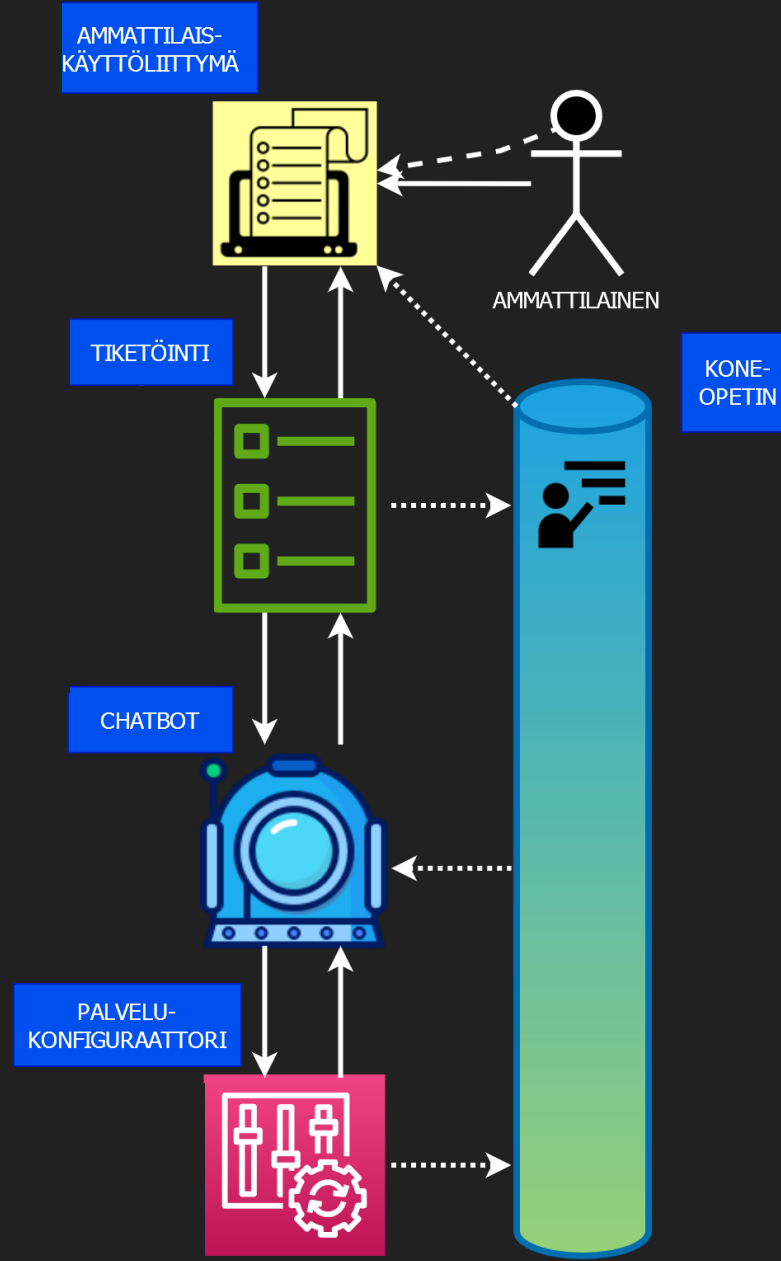 AMMATTILAIS-
KÄYTTÖLIITTYMÄ
AMMATTILAINEN
TIKETÖINTI
KONE-
OPETIN
CHATBOT
PALVELU-
KONFIGURAATTORI